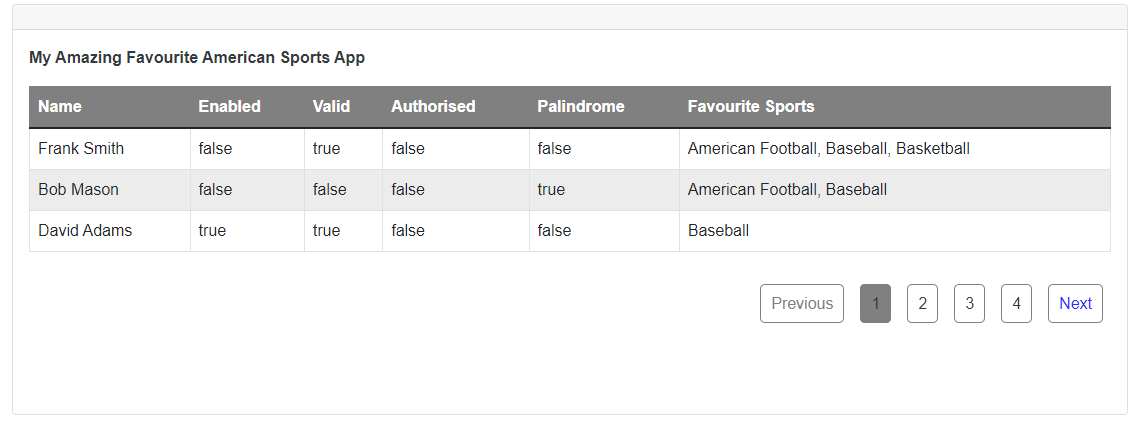 My Amazing Favourite American Sports App
Name Enabled Valid Authorised Palindrome Favourite Sports
Frank Smith false true false false American Football, Baseball, Basketball
Bob Mason false false false true American Football, Baseball
David Adams true true false false Baseball
Previous 1 2 3 4 Next